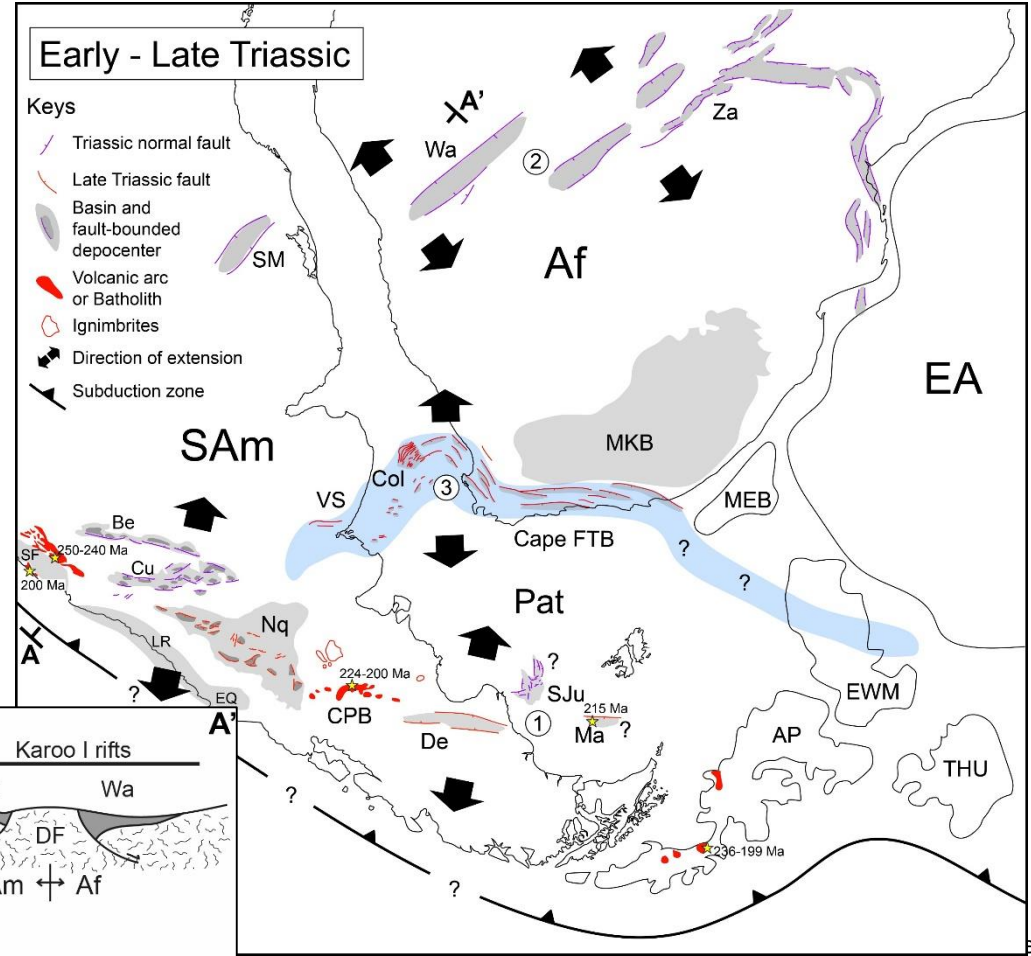 Early - Late Triassic
Keys
Triassic normal fault
Late Triassic fault
Basin and
fault-bounded
depocenter
Volcanic arc
or Batholith
Ignimbrites
Direction of extension
Subduction zone
A'
Wa
2
Za
SM
Af
EA
SAm
MKB
MEB
Col
3
VS
Cape FTB
?
?
Be
SF
250-240 Ma
200 Ma
Cu
Pat
Nq
LR
A
?
EQ
224-200 Ma
CPB
De
?
SJu
1
215 Ma
Ma
?
EWM
AP
THU
236-199 Ma
?
?
?
A'
Karoo I rifts
Wa
DF
Am
Af